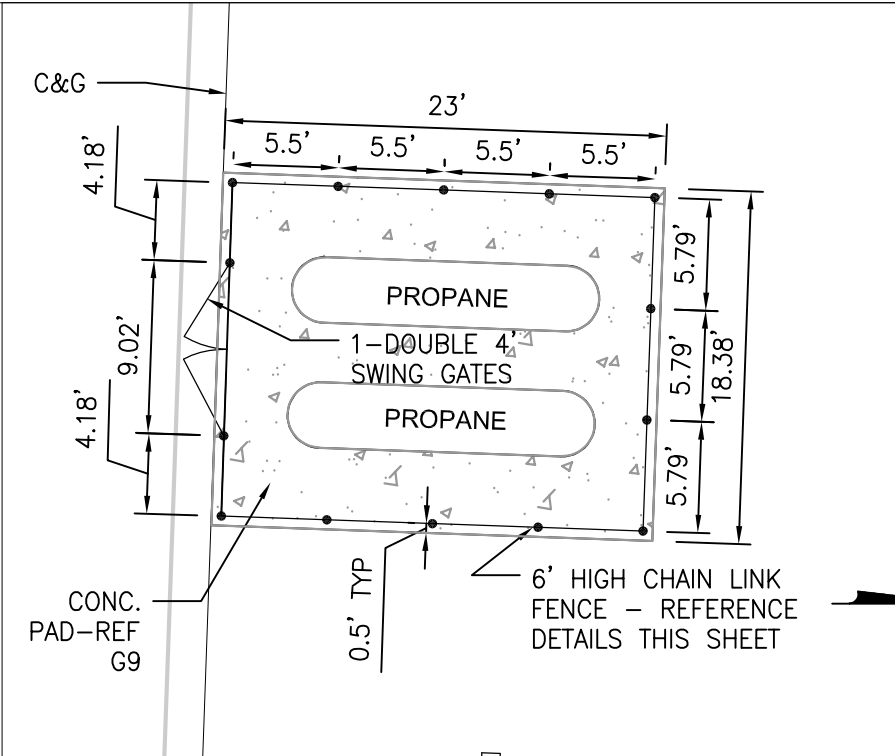 C&G
23'
5.5'
5.5'
5.5'
5.5'
4.18'
9.02'
4.18'
5.79'
5.79'
5.79'
18.38'
PROPANE
1-DOUBLE 4'
SWING GATES
PROPANE
0.5' TYP
6' HIGH CHAIN LINK
FENCE – REFERENCE
DETAILS THIS SHEET
CONC.
PAD-REF
G9